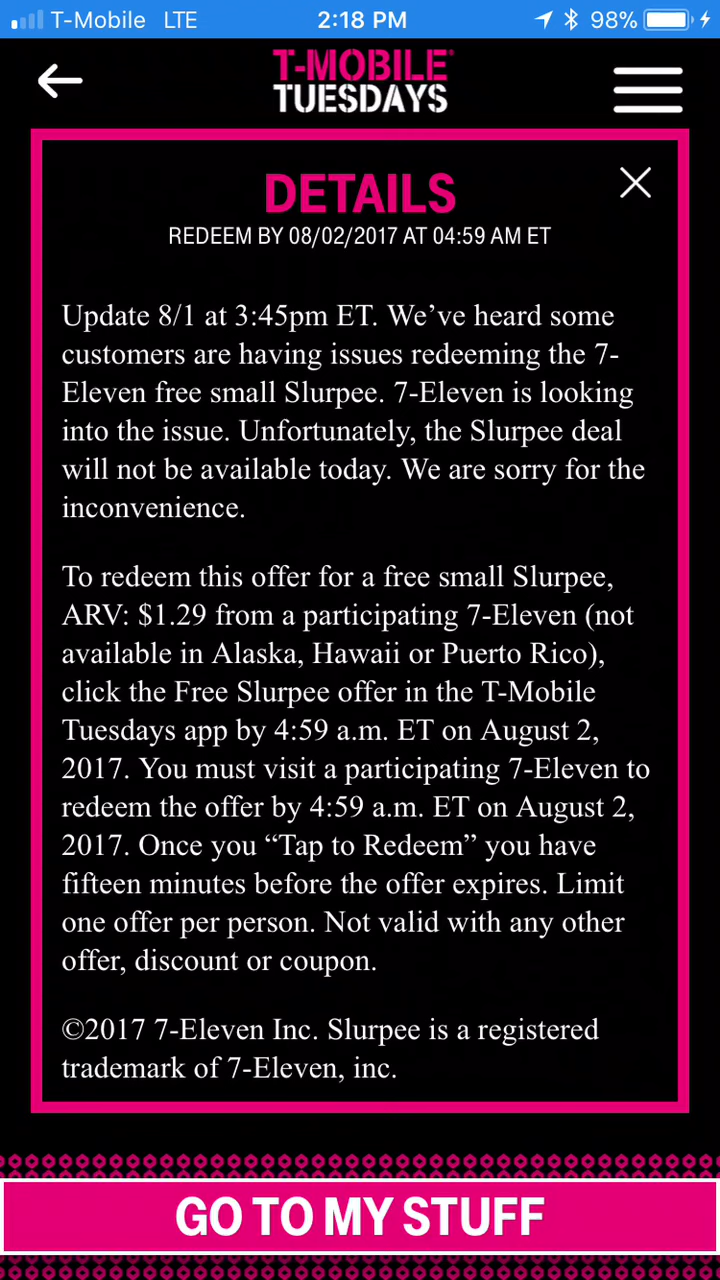 T-Mobile LTE 2:18 PM 98%
T-MOBILE
TUESDAYS
DETAILS
REDEEM BY 08/02/2017 AT 04:59 AM ET
Update 8/1 at 3:45pm ET. We’ve heard some
customers are having issues redeeming the 7-
Eleven free small Slurpee. 7-Eleven is looking
into the issue. Unfortunately, the Slurpee deal
will not be available today. We are sorry for the
inconvenience.
To redeem this offer for a free small Slurpee,
ARV: $1.29 from a participating 7-Eleven (not
available in Alaska, Hawaii or Puerto Rico),
click the Free Slurpee offer in the T-Mobile
Tuesdays app by 4:59 a.m. ET on August 2,
2017. You must visit a participating 7-Eleven to
redeem the offer by 4:59 a.m. ET on August 2,
2017. Once you “Tap to Redeem” you have
fifteen minutes before the offer expires. Limit
one offer per person. Not valid with any other
offer, discount or coupon.
©2017 7-Eleven Inc. Slurpee is a registered
trademark of 7-Eleven, inc.
GO TO MY STUFF